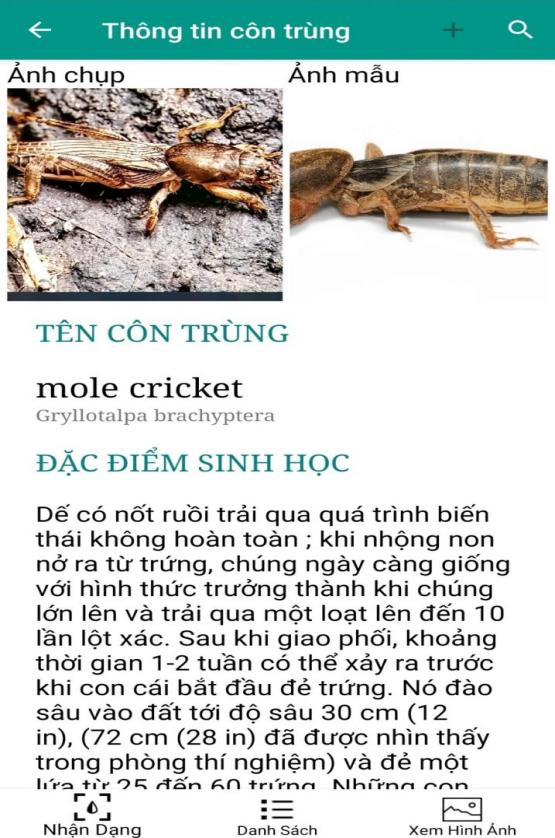 Thông tin côn trùng
Ảnh chụp
Ảnh mẫu
TÊN CÔN TRÙNG
mole cricket
Gryllotalpa brachyptera
ĐẶC ĐIỂM SINH HỌC
Dế có nốt ruồi trải qua quá trình biến
thái không hoàn toàn ; khi nhộng non
nở ra từ trứng, chúng ngày càng giống
với hình thức trưởng thành khi chúng
lớn lên và trải qua một loạt lên đến 10
lần lột xác. Sau khi giao phối, khoảng
thời gian 1-2 tuần có thể xảy ra trước
khi con cái bắt đầu đẻ trứng. Nó đào
sâu vào đất tới độ sâu 30 cm (12
in), (72 cm (28 in) đã được nhìn thấy
trong phòng thí nghiệm) và đẻ một
lứa từ 25 đến 60 trứng. Những con
Nhận Dạng
Danh Sách
Xem Hình Ảnh